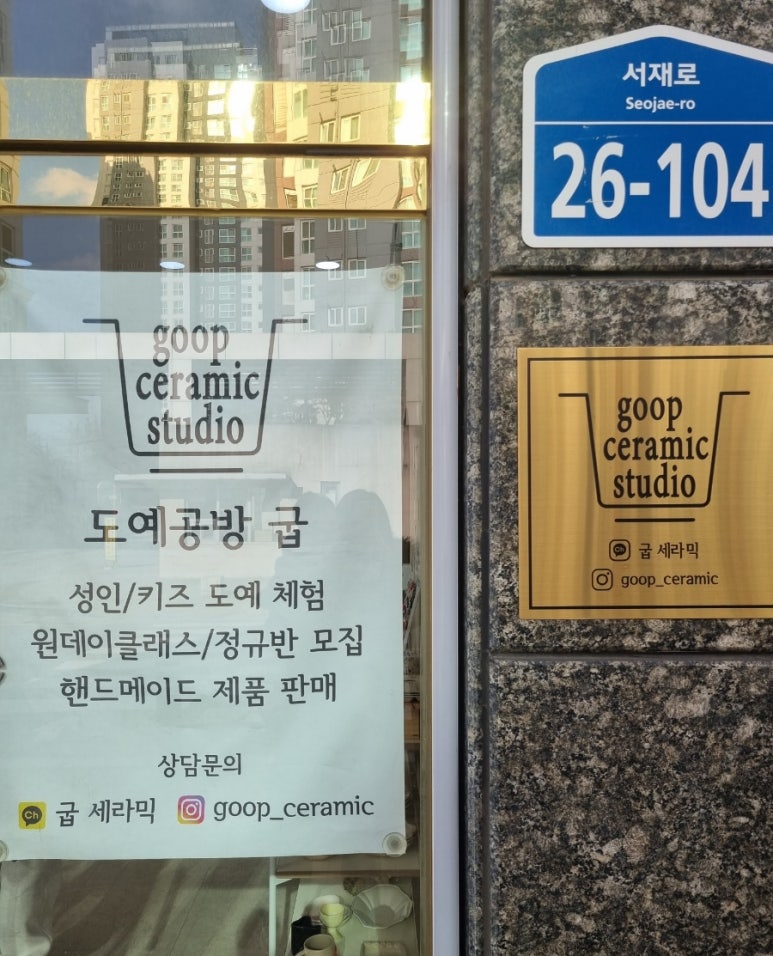 goop
ceramic
studio
도예공방 굽
성인/키즈 도예 체험
원데이클래스/정규반 모집
핸드메이드 제품 판매
상담문의
Ch 굽 세라믹 goop_ceramic
서재로
Seojae-ro
26-104
goop
ceramic
studio
Ch 굽 세라믹
goop_ceramic